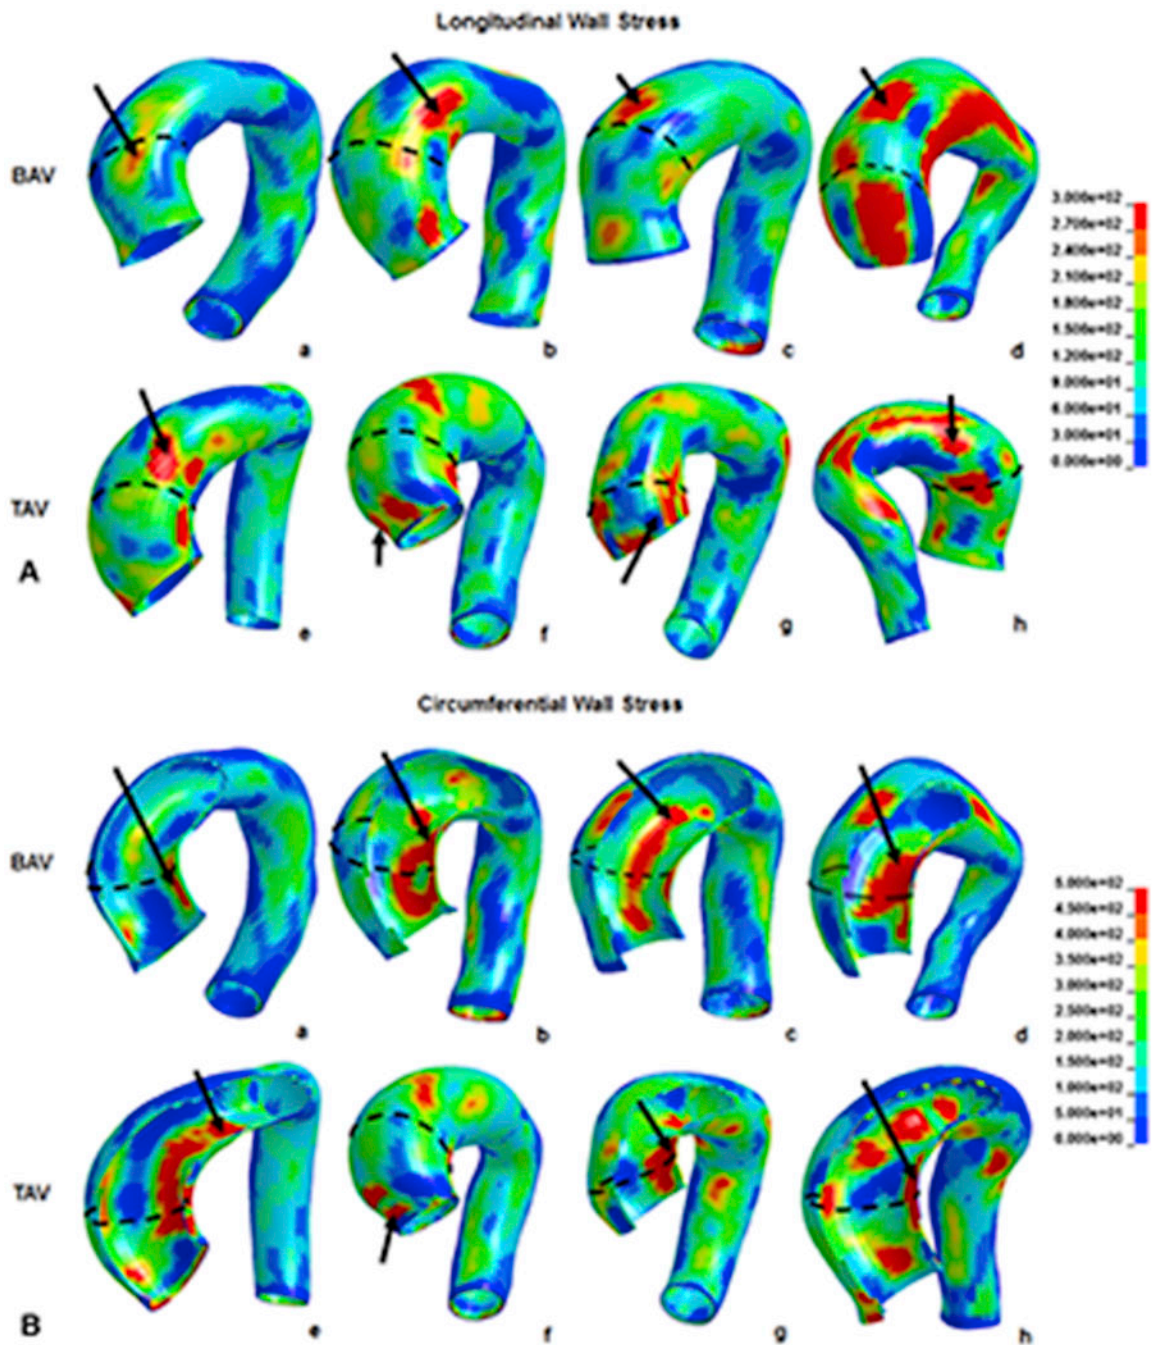 Longitudinal Wall Stress
BAV
a
b
c
d
3.000e+02
2.700e+02
2.400e+02
2.100e+02
1.800e+02
1.500e+02
1.200e+02
9.000e+01
6.000e+01
3.000e+01
0.000e+00
TAV
A
e
f
g
h
Circumferential Wall Stress
BAV
a
b
c
d
5.000e+02
4.500e+02
4.000e+02
3.500e+02
3.000e+02
2.500e+02
2.000e+02
1.500e+02
1.000e+02
5.000e+01
0.000e+00
TAV
B
e
f
g
h